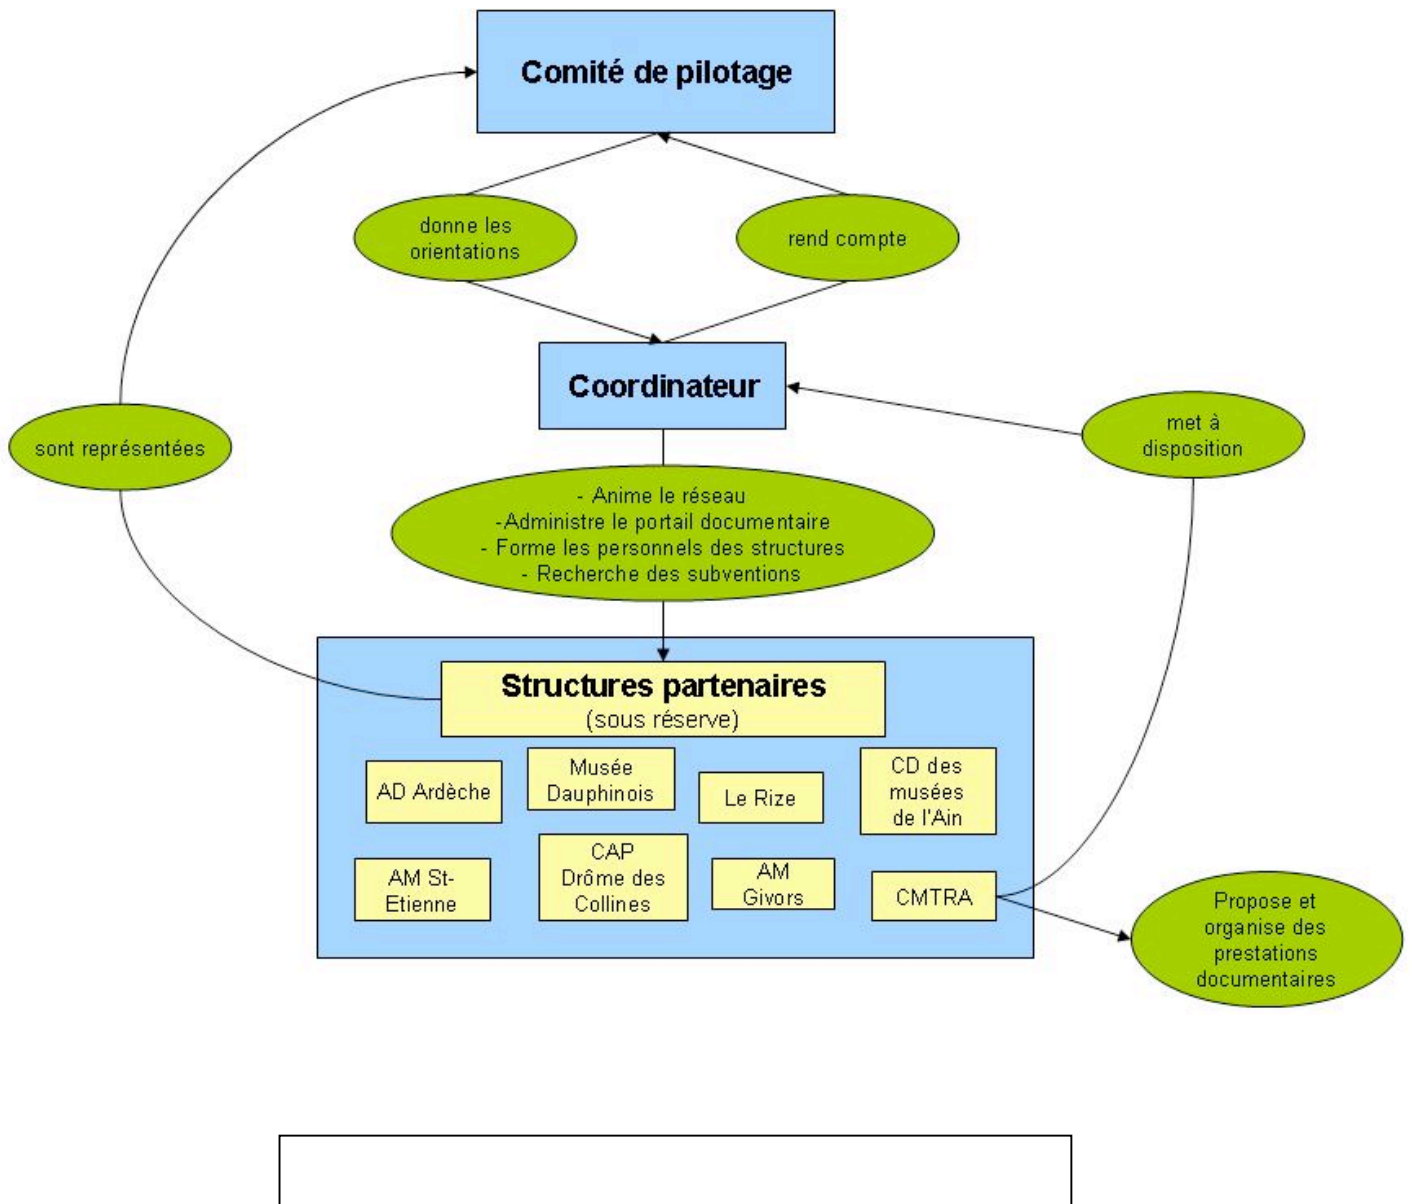 Comité de pilotage
donne les
orientations
rend compte
Coordinateur
met à
disposition
sont représentées
- Anime le réseau
-Administre le portail documentaire
- Forme les personnels des structures
- Recherche des subventions
Structures partenaires
(sous réserve)
AD Ardèche
Musée
Dauphinois
Le Rize
CD des
musées
de l'Ain
AM St-
Etienne
CAP
Drôme des
Collines
AM
Givors
CMTRA
Propose et
organise des
prestations
documentaires